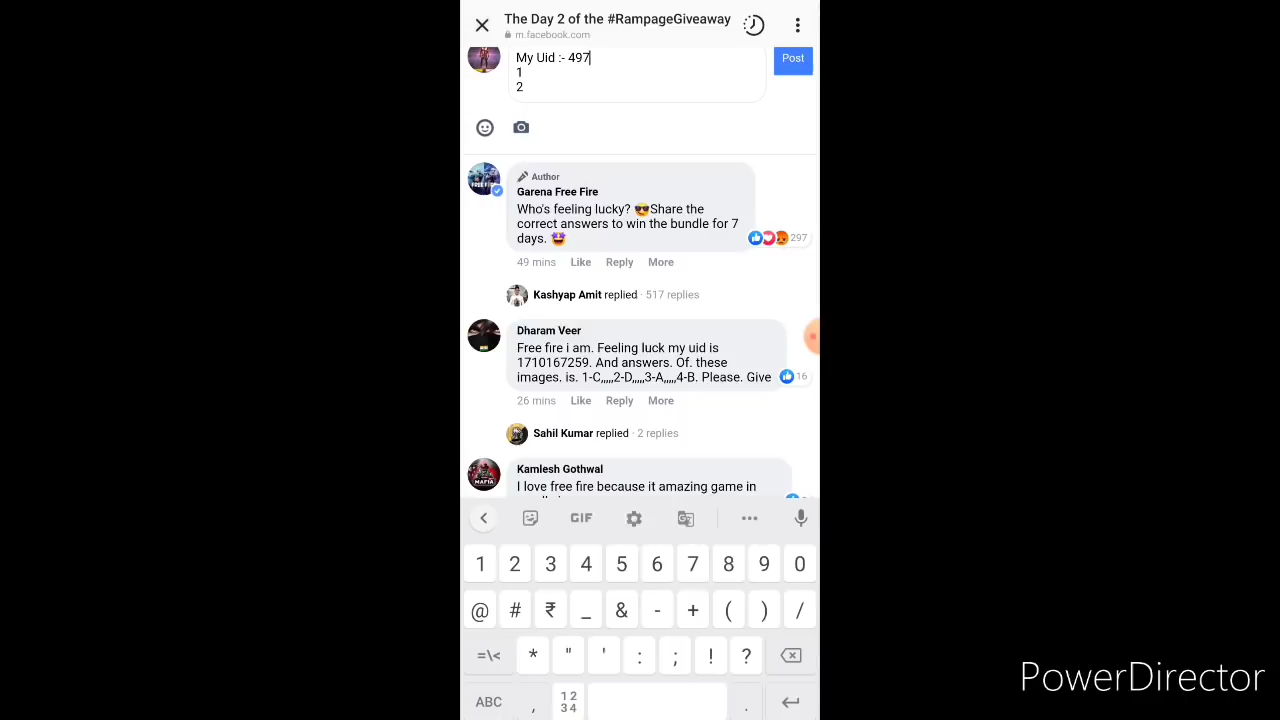 The Day 2 of the #RampageGiveaway
m.facebook.com
My Uid :- 497
1
2
Post
Author
Garena Free Fire
Who's feeling lucky? 😎Share the
correct answers to win the bundle for 7
days. 🤩
297
49 mins Like Reply More
Kashyap Amit replied · 517 replies
Dharam Veer
Free fire i am. Feeling luck my uid is
1710167259. And answers. Of. these
images. is. 1-C,,,,,2-D,,,,,3-A,,,,,4-B. Please. Give
16
26 mins Like Reply More
Sahil Kumar replied · 2 replies
Kamlesh Gothwal
I love free fire because it amazing game in
GIF
1 2 3 4 5 6 7 8 9 0
@ # ₹ _ & - + ( ) /
=\< * " ' : ; ! ?
ABC , 12 34 .
PowerDirector